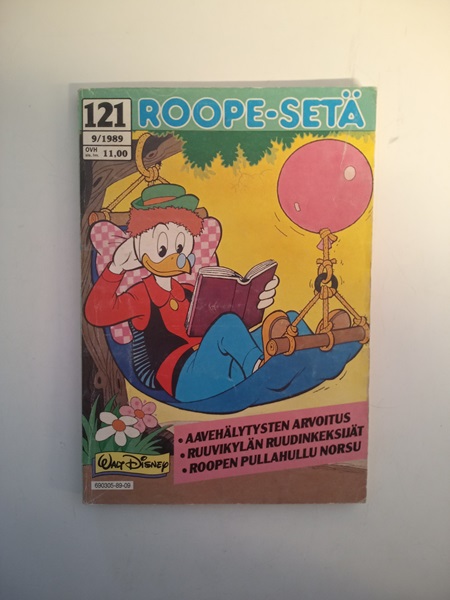 121
ROOPE-SETÄ
9/1989
OVH
11,00
• AAVEHÄLYTYSTEN ARVOITUS
• RUUVIKYLÄN RUUDINKEKSIJÄT
• ROOPEN PULLAHULLU NORSU
WALT DISNEY
690305-89-09